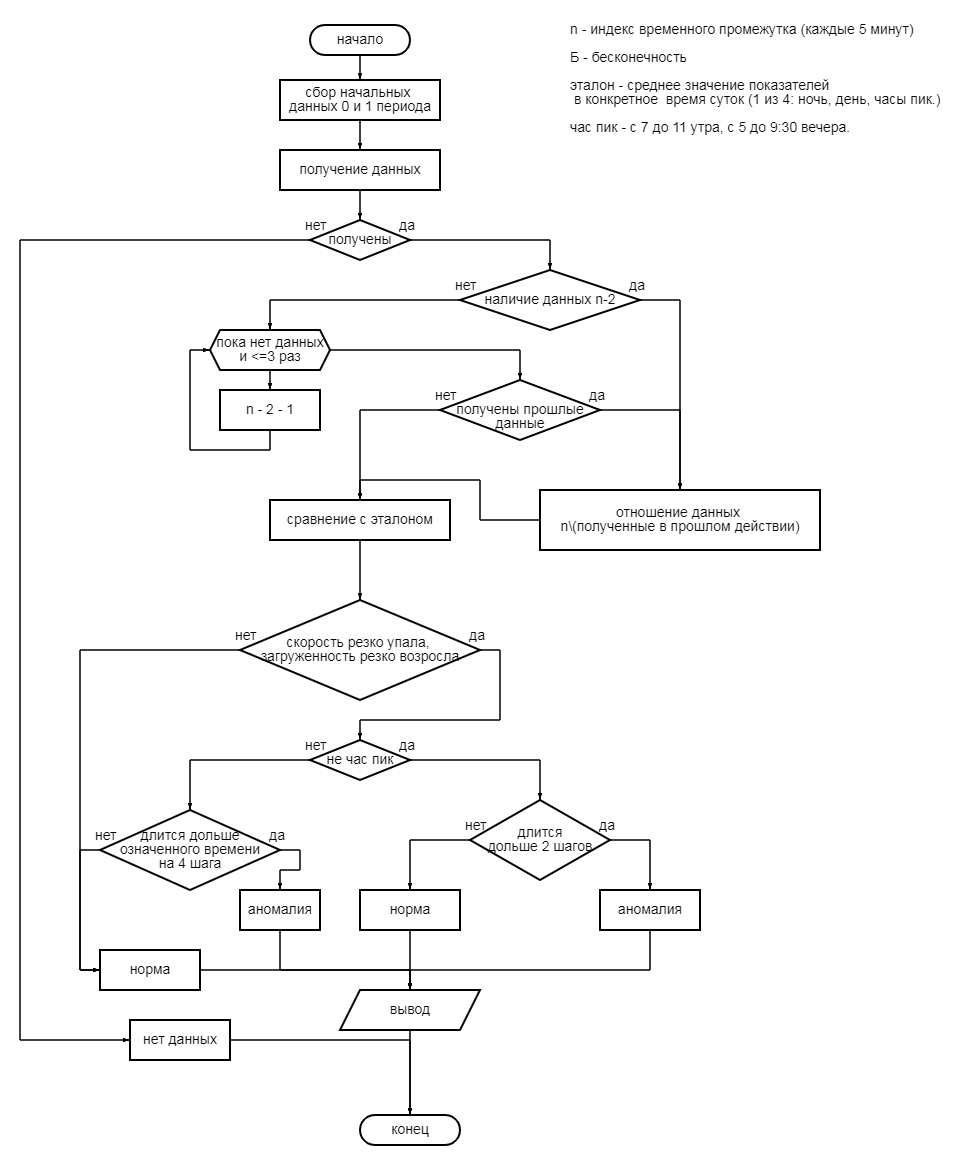 начало
n - индекс временного промежутка (каждые 5 минут)
Б - бесконечность
эталон - среднее значение показателей
в конкретное время суток (1 из 4: ночь, день, часы пик.)
час пик - с 7 до 11 утра, с 5 до 9:30 вечера.
сбор начальных
данных 0 и 1 периода
получение данных
нет
да
получены
нет
да
наличие данных n-2
пока нет данных
и <=3 раз
n - 2 - 1
нет
да
получены прошлые
данные
сравнение с эталоном
отношение данных
n\(полученные в прошлом действии)
нет
да
скорость резко упала,
загруженность резко возросла
нет
да
не час пик
нет
да
длится дольше
означенного времени
на 4 шага
нет
да
длится
дольше 2 шагов
аномалия
норма
аномалия
норма
вывод
нет данных
конец